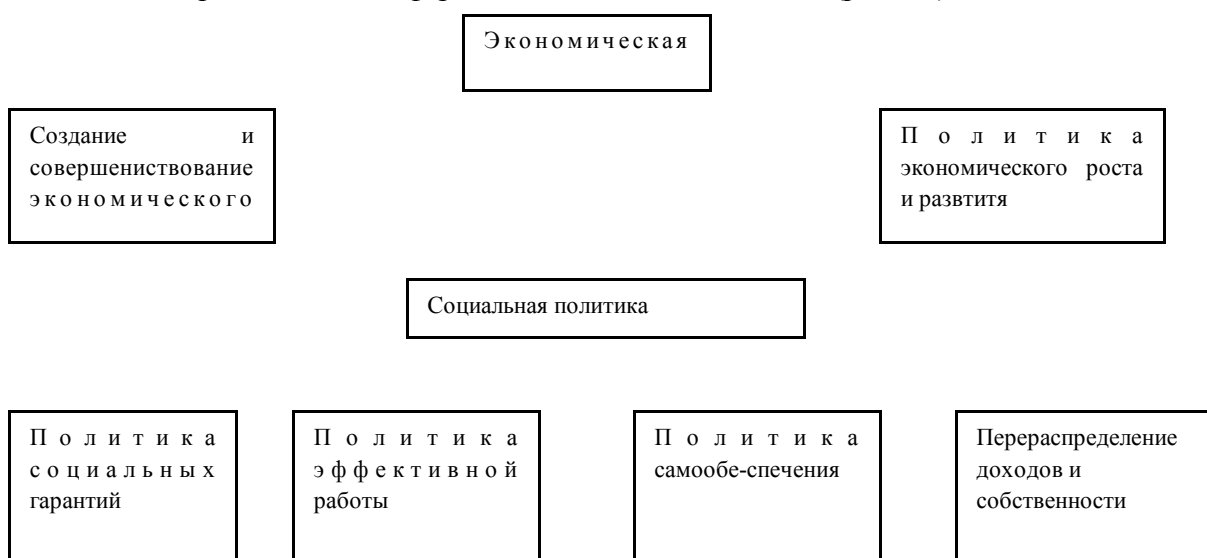 Экономическая
Создание и
совершениствование
экономического
Политика
экономического роста
и развтитя
Социальная политика
Политика
социальных
гарантий
Политика
эффективной
работы
Политика
самообе-спечения
Перераспределение
доходов и
собственности